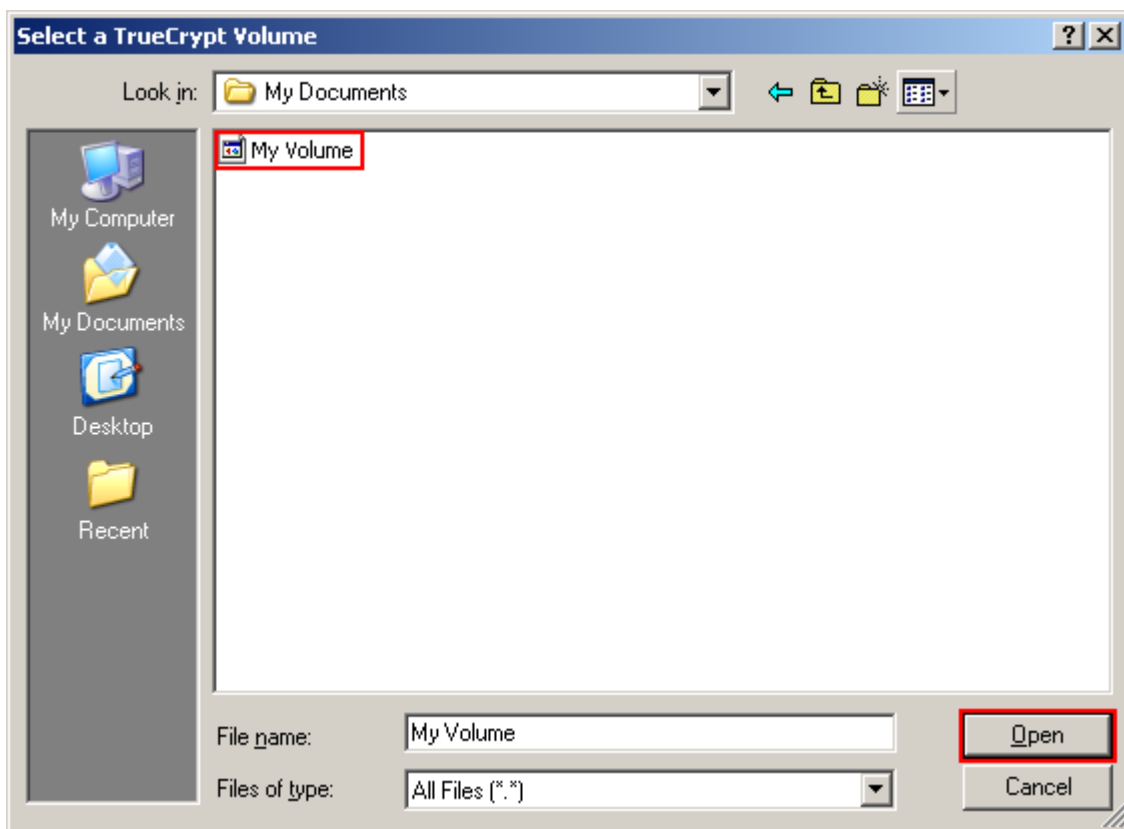 Select a TrueCrypt Volume
Look in:
My Documents
My Volume
My Computer
My Documents
Desktop
Recent
File name:
My Volume
Open
Files of type:
All Files (*.*)
Cancel